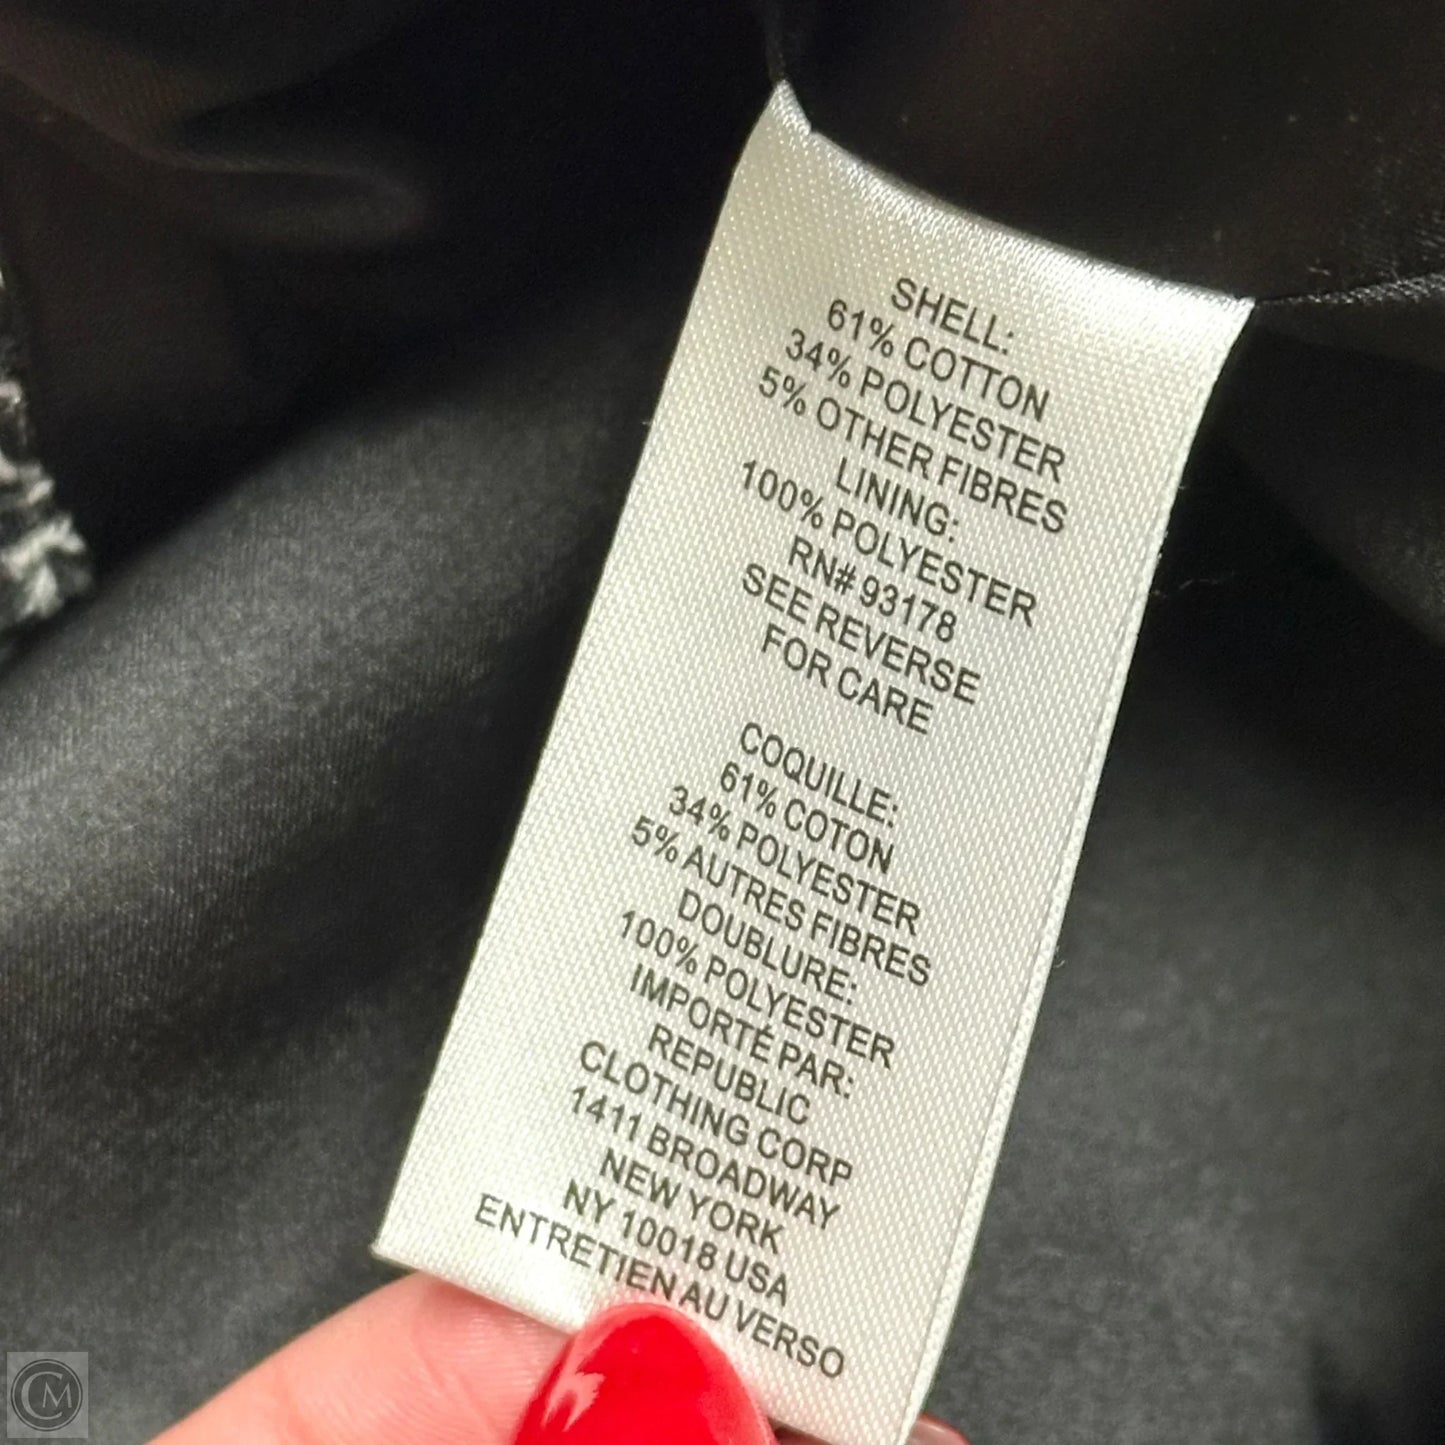 SHELL:
61% COTTON
34% POLYESTER
5% OTHER FIBRES
LINING:
100% POLYESTER
RN# 93178
SEE REVERSE
FOR CARE
COQUILLE:
61% COTON
34% POLYESTER
5% AUTRES FIBRES
DOUBLURE:
100% POLYESTER
IMPORTÉ PAR:
REPUBLIC
CLOTHING CORP
1411 BROADWAY
NEW YORK
NY 10018 USA
ENTRETIEN AU VERSO
CM